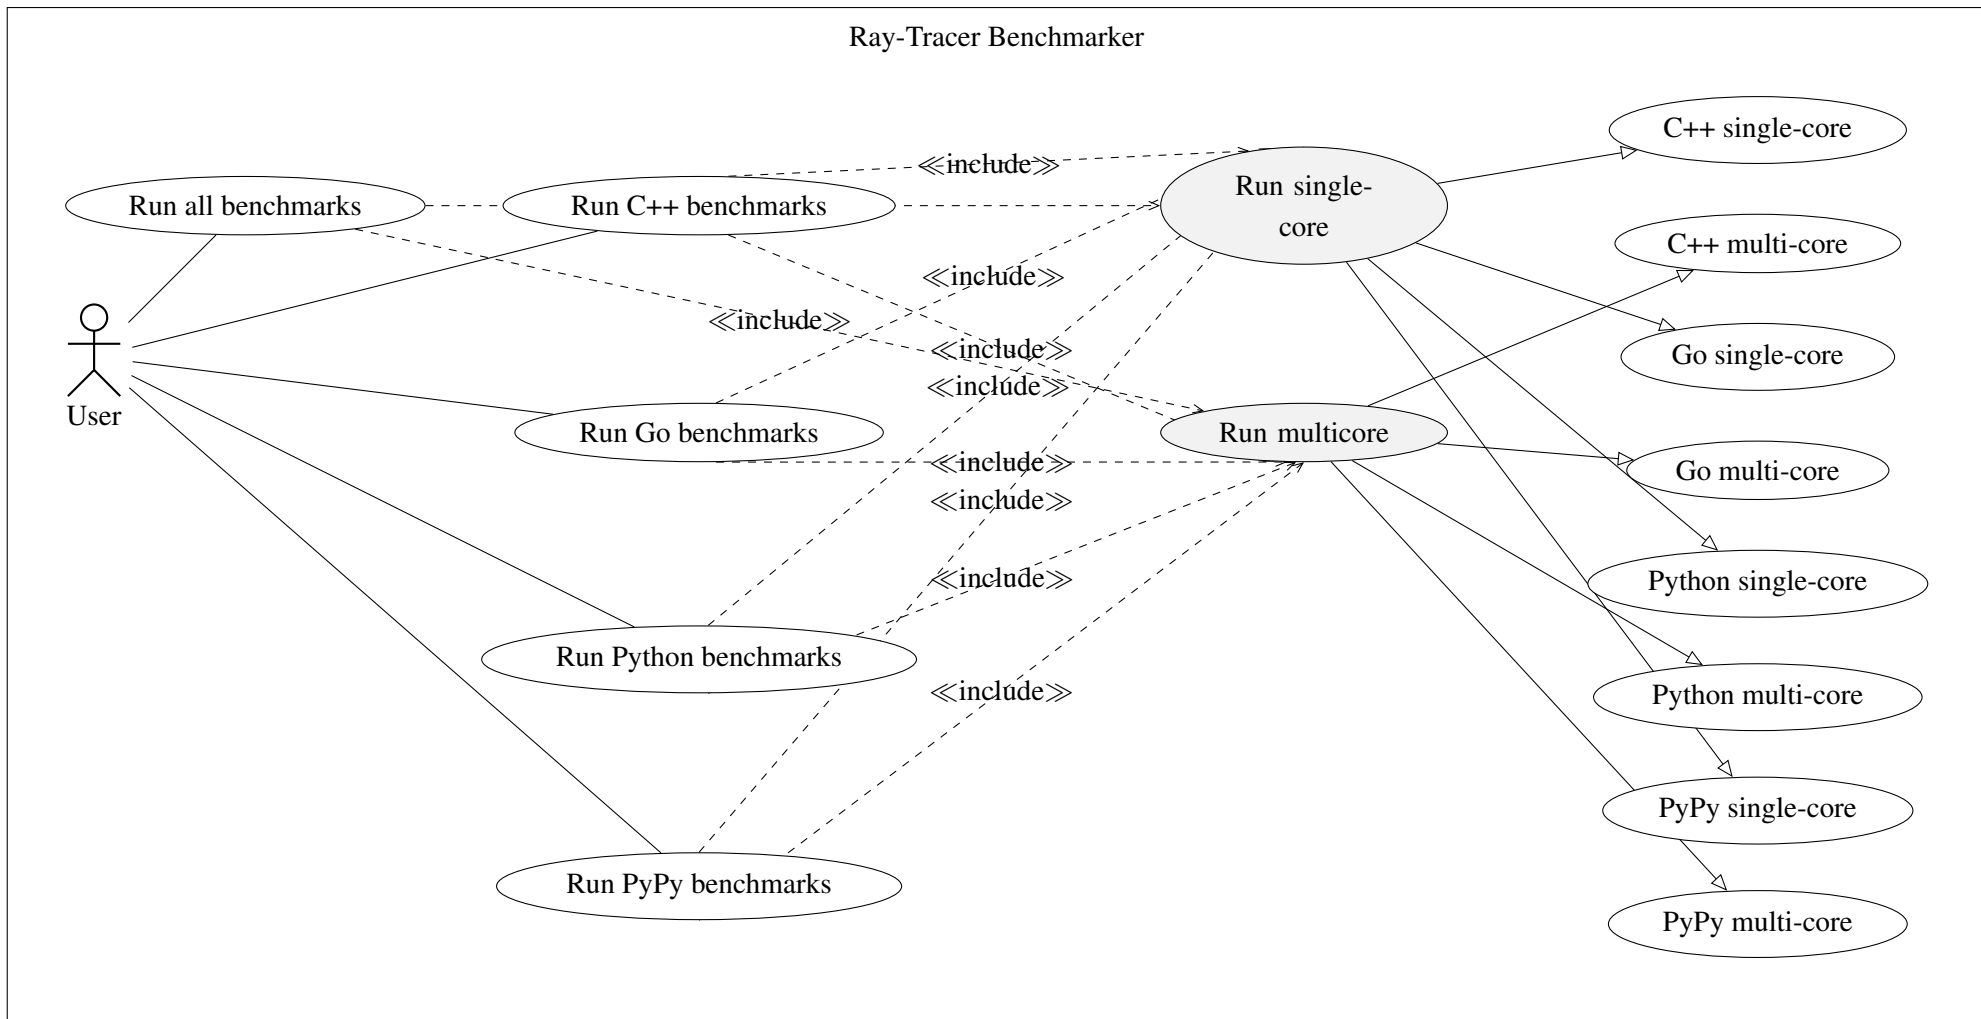 Ray-Tracer Benchmarker
Run all benchmarks
Run C++ benchmarks
Run Go benchmarks
Run Python benchmarks
Run PyPy benchmarks
User
≪include≫
≪include≫
≪include≫
≪include≫
≪include≫
≪include≫
≪include≫
≪include≫
≪include≫
Run single-
core
Run multicore
C++ single-core
C++ multi-core
Go single-core
Go multi-core
Python single-core
Python multi-core
PyPy single-core
PyPy multi-core